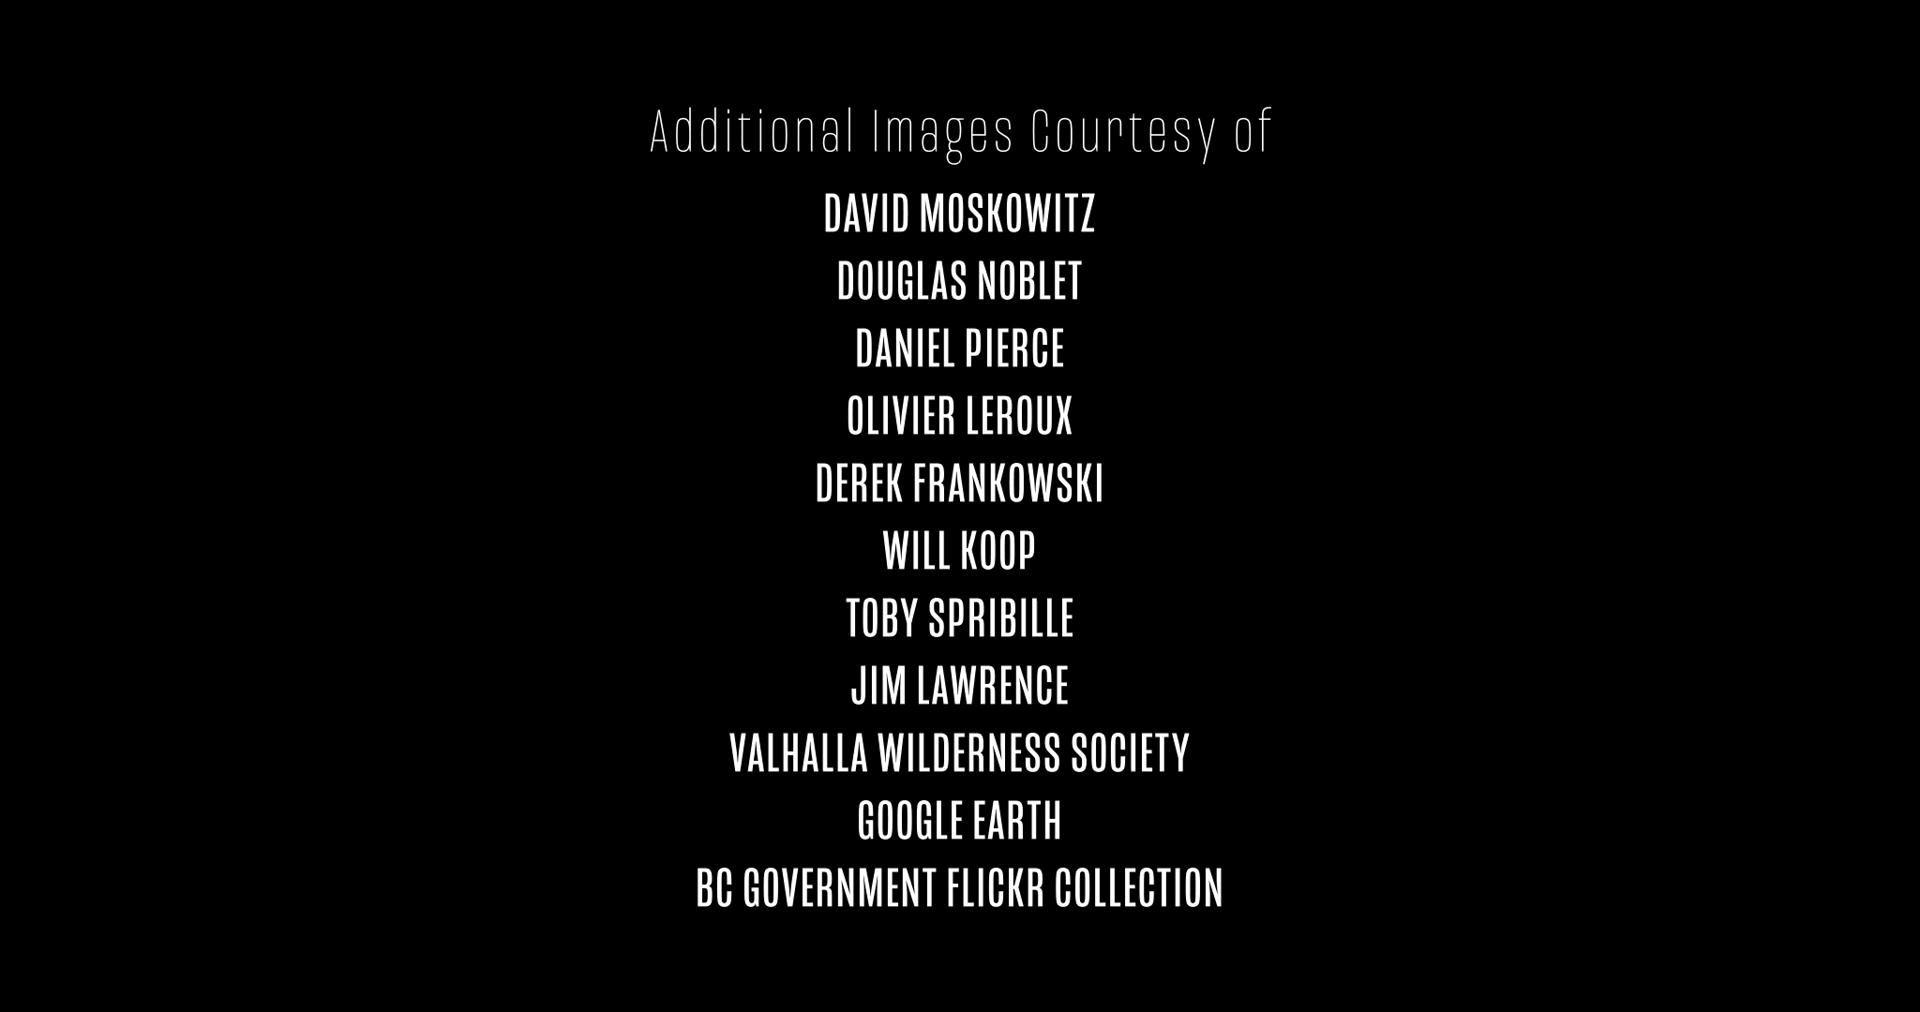 Additional Images Courtesy of
DAVID MOSKOWITZ
DOUGLAS NOBLET
DANIEL PIERCE
OLIVIER LEROUX
DEREK FRANKOWSKI
WILL KOOP
TOBY SPRIBILLE
JIM LAWRENCE
VALHALLA WILDERNESS SOCIETY
GOOGLE EARTH
BC GOVERNMENT FLICKR COLLECTION